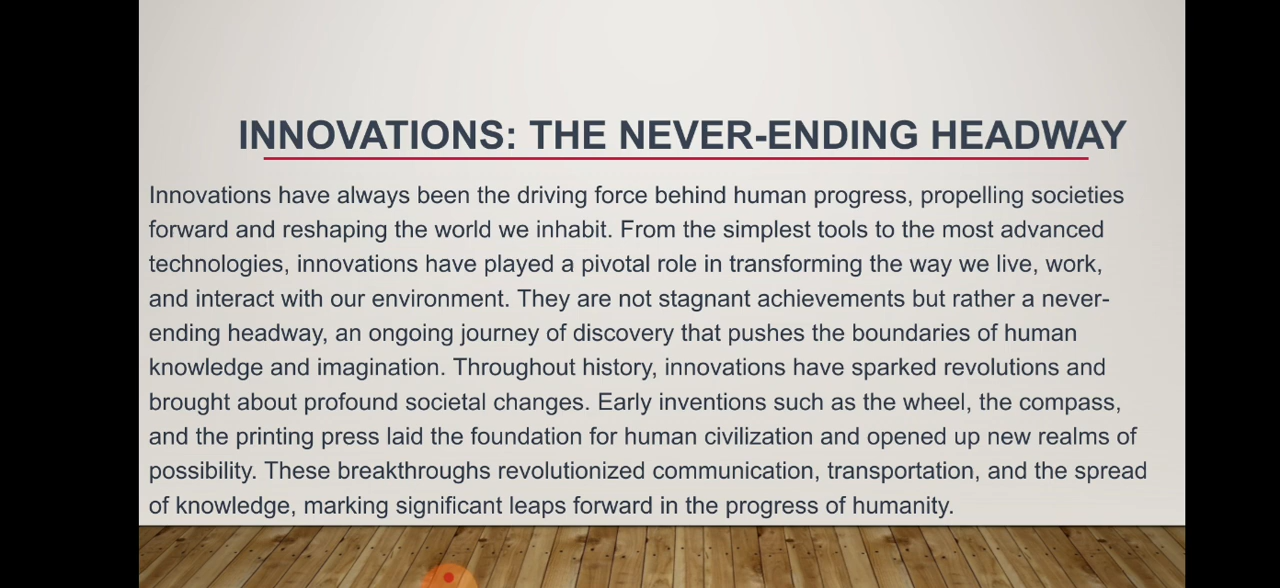 INNOVATIONS: THE NEVER-ENDING HEADWAY
Innovations have always been the driving force behind human progress, propelling societies
forward and reshaping the world we inhabit. From the simplest tools to the most advanced
technologies, innovations have played a pivotal role in transforming the way we live, work,
and interact with our environment. They are not stagnant achievements but rather a never-
ending headway, an ongoing journey of discovery that pushes the boundaries of human
knowledge and imagination. Throughout history, innovations have sparked revolutions and
brought about profound societal changes. Early inventions such as the wheel, the compass,
and the printing press laid the foundation for human civilization and opened up new realms of
possibility. These breakthroughs revolutionized communication, transportation, and the spread
of knowledge, marking significant leaps forward in the progress of humanity.